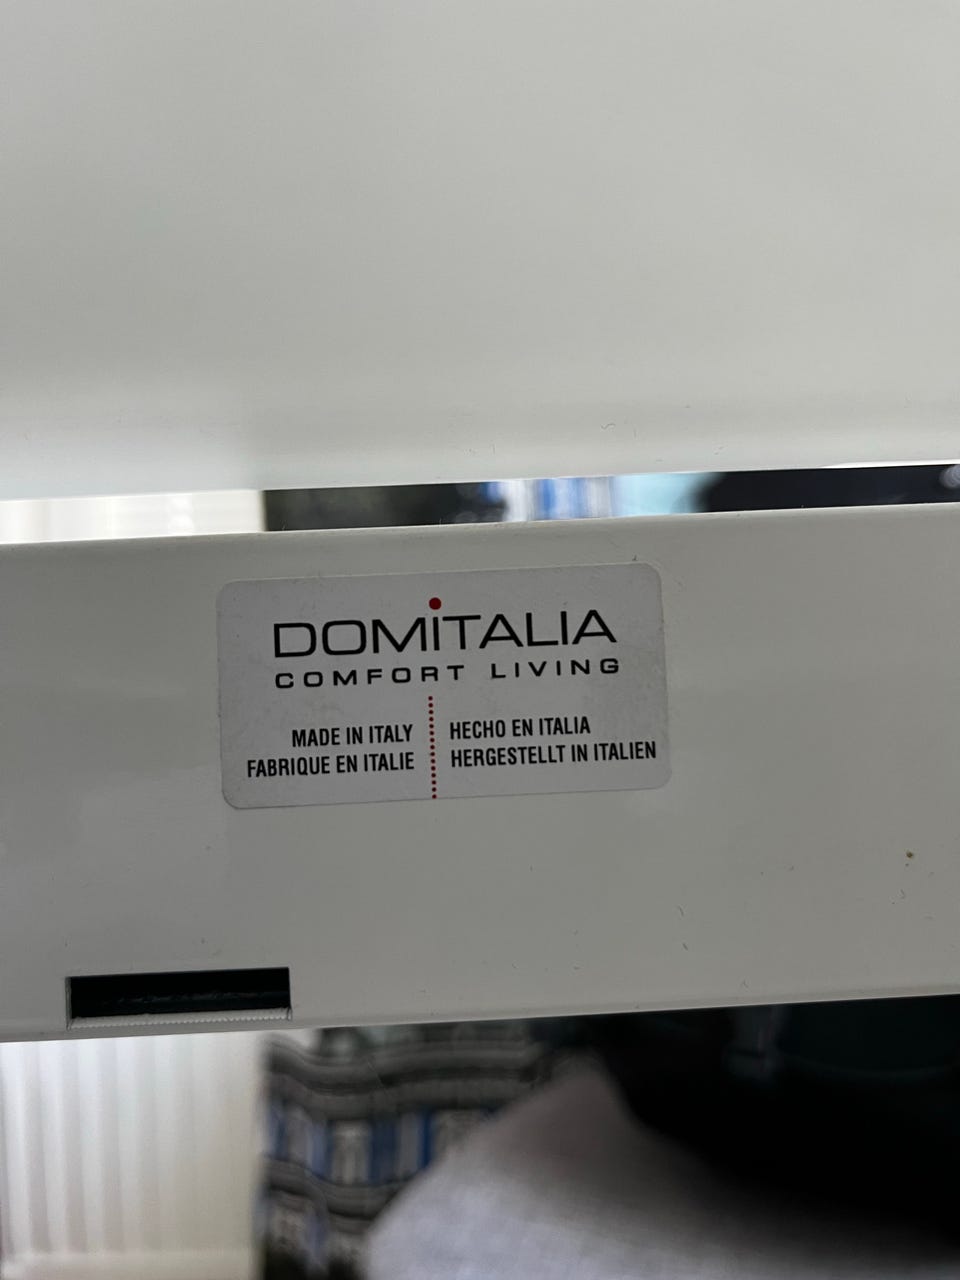 DOMITALIA
COMFORT LIVING
MADE IN ITALY
FABRIQUE EN ITALIE
HECHO EN ITALIA
HERGESTELLT IN ITALIEN